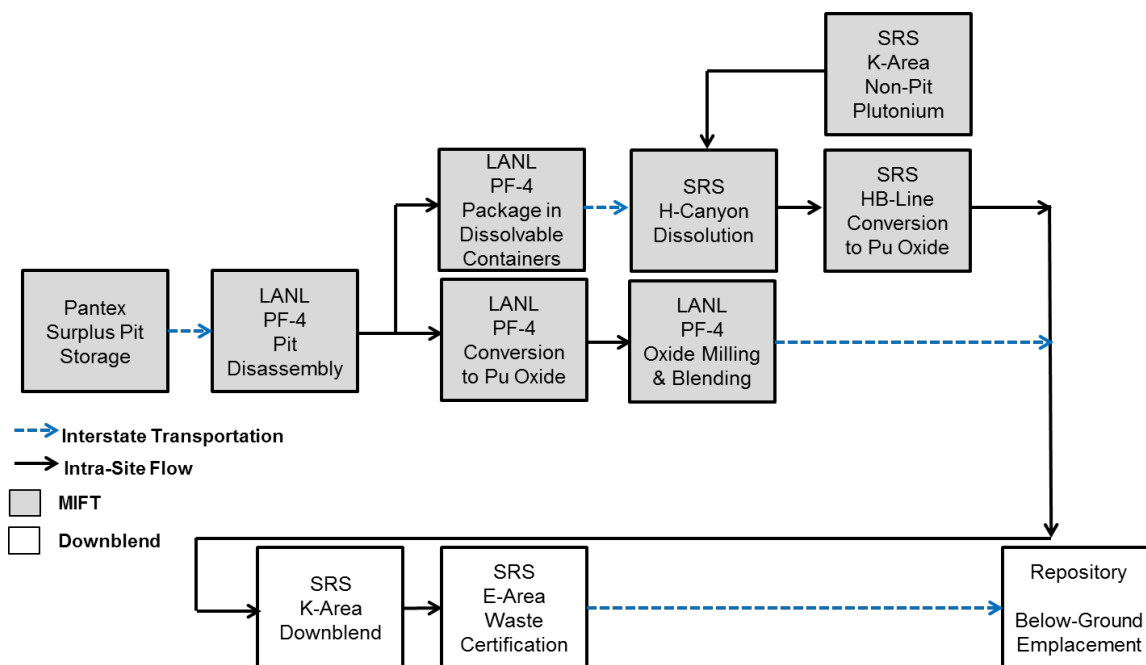 SRS
K-Area
Non-Pit
Plutonium
LANL
PF-4
Package in
Dissolvable
Containers
SRS
H-Canyon
Dissolution
SRS
HB-Line
Conversion
to Pu Oxide
Pantex
Surplus Pit
Storage
LANL
PF-4
Pit
Disassembly
LANL
PF-4
Conversion
to Pu Oxide
LANL
PF-4
Oxide Milling
& Blending
Interstate Transportation
Intra-Site Flow
MIFT
Downblend
SRS
K-Area
Downblend
SRS
E-Area
Waste
Certification
Repository
Below-Ground
Emplacement